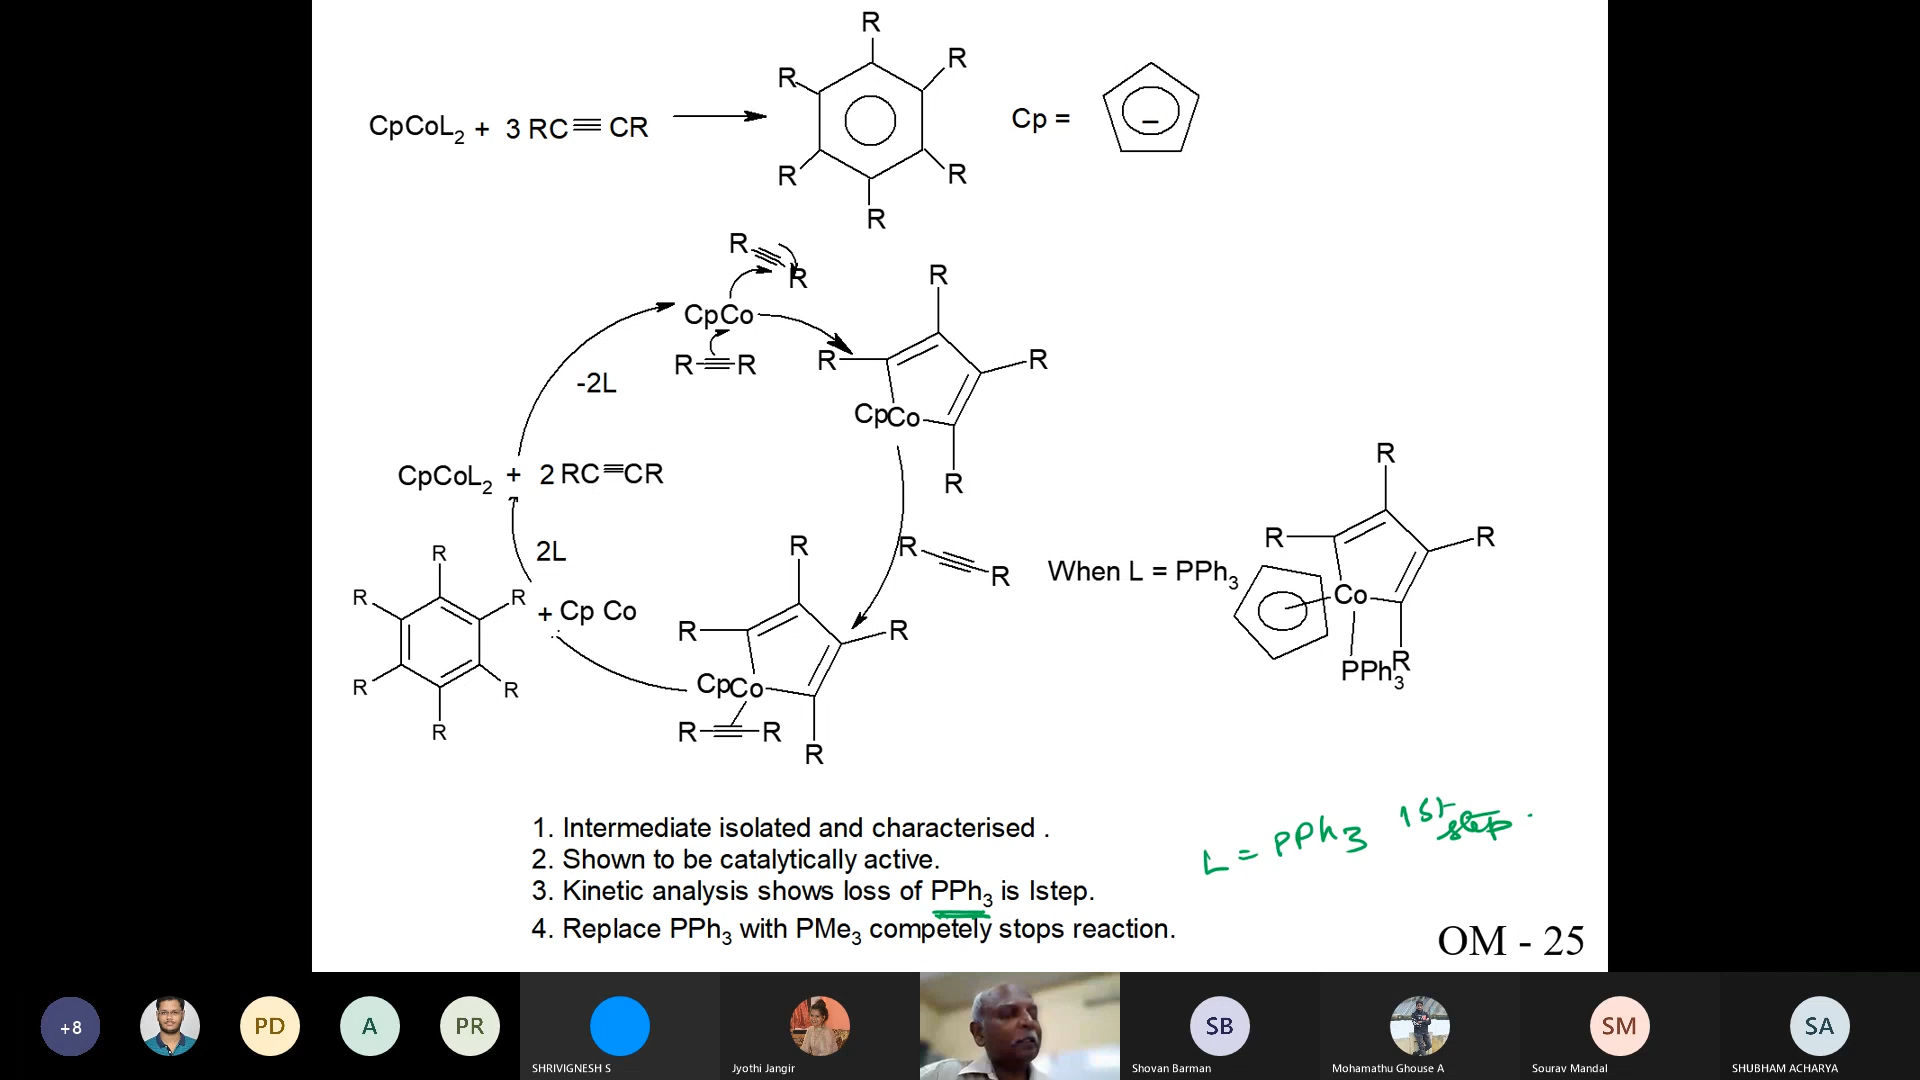 R
R
R
CpCoL2 + 3 RC≡CR
Cp =
−
R
R
R
R
R
CpCo
R≡R
-2L
R
R
R
CpCo
R
CpCoL2 + 2 RC≡CR
2L
R
R
When L = PPh3
R
R
R
Co
R
PPh3
R
R
R
R
R
R
+ Cp Co
R
R
R
CpCo
R≡R
R
1. Intermediate isolated and characterised .
2. Shown to be catalytically active.
3. Kinetic analysis shows loss of PPh3 is Istep.
4. Replace PPh3 with PMe3 competely stops reaction.
L = PPh3 1st step.
OM - 25
+8
PD
A
PR
SHRIVIGNESH S
Jyothi Jangir
SB
Shovan Barman
Mohamathu Ghouse A
SM
Sourav Mandal
SA
SHUBHAM ACHARYA